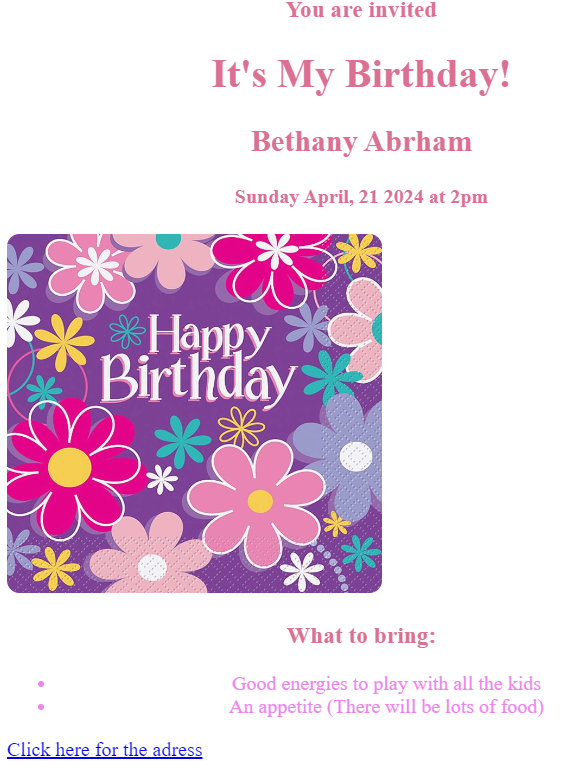 You are invited
It's My Birthday!
Bethany Abrham
Sunday April, 21 2024 at 2pm
Happy
Birthday
What to bring:
• Good energies to play with all the kids
• An appetite (There will be lots of food)
Click here for the adress